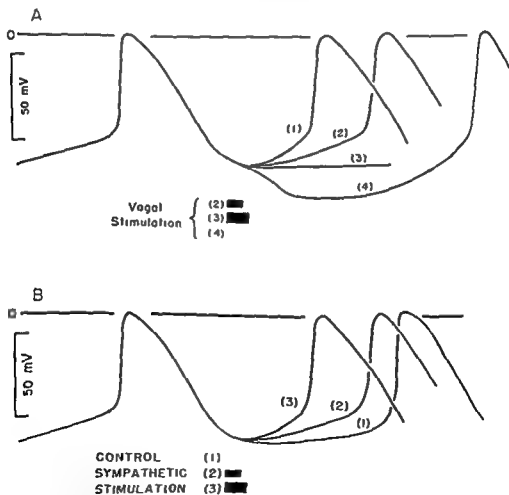 A
0
50 mV
(1)
(2)
(3)
(4)
Vagal Stimulation
(2)
(3)
(4)
B
0
50 mV
(3)
(2)
(1)
CONTROL (1)
SYMPATHETIC (2)
STIMULATION (3)